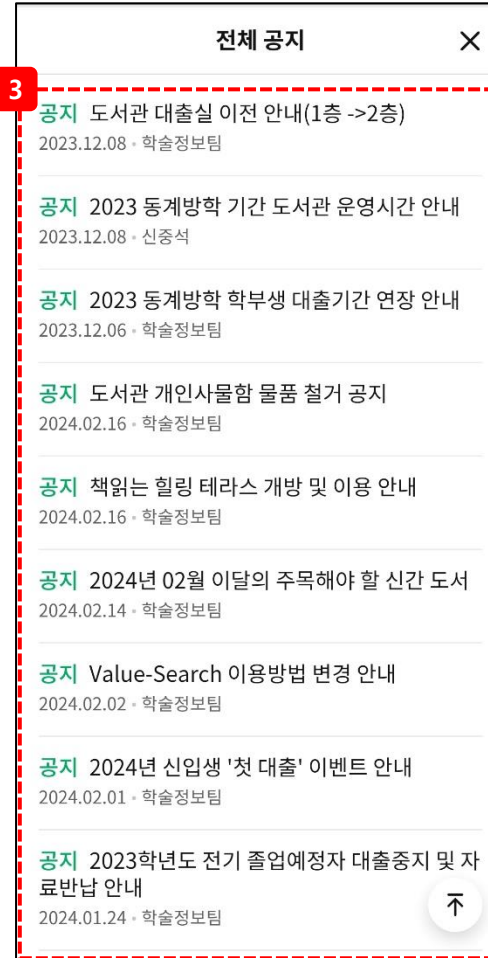 전체 공지
3
공지 도서관 대출실 이전 안내(1층 ->2층)
2023.12.08 · 학술정보팀
공지 2023 동계방학 기간 도서관 운영시간 안내
2023.12.08 · 신중석
공지 2023 동계방학 학부생 대출기간 연장 안내
2023.12.06 · 학술정보팀
공지 도서관 개인사물함 물품 철거 공지
2024.02.16 · 학술정보팀
공지 책읽는 힐링 테라스 개방 및 이용 안내
2024.02.16 · 학술정보팀
공지 2024년 02월 이달의 주목해야 할 신간 도서
2024.02.14 · 학술정보팀
공지 Value-Search 이용방법 변경 안내
2024.02.02 · 학술정보팀
공지 2024년 신입생 '첫 대출' 이벤트 안내
2024.02.01 · 학술정보팀
공지 2023학년도 전기 졸업예정자 대출중지 및 자
료반납 안내
2024.01.24 · 학술정보팀